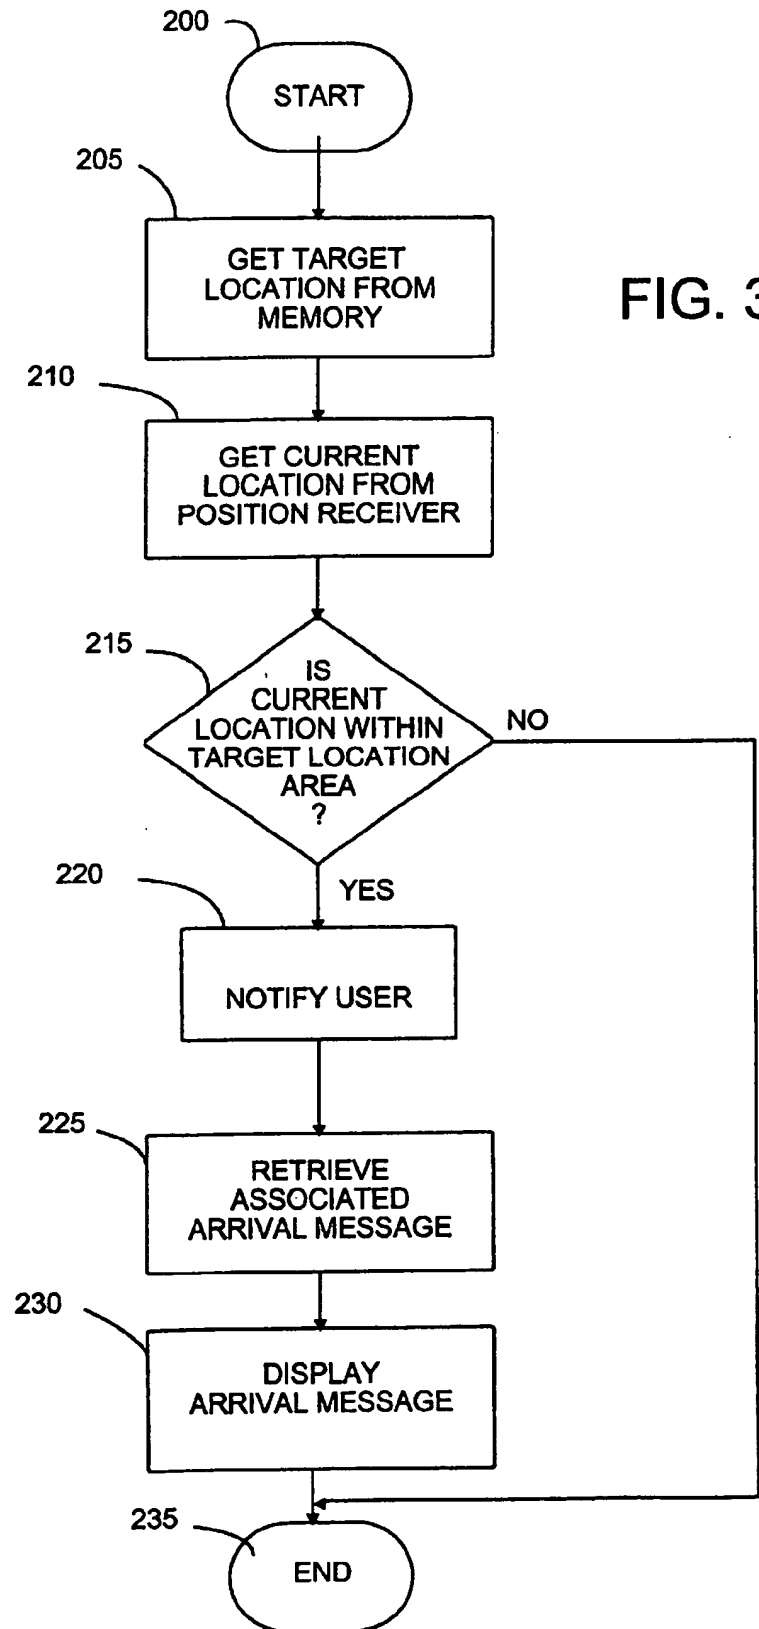 200
START
205
GET TARGET
LOCATION FROM
MEMORY
FIG. 3
210
GET CURRENT
LOCATION FROM
POSITION RECEIVER
215
IS
CURRENT
LOCATION WITHIN
TARGET LOCATION
AREA
?
NO
YES
220
NOTIFY USER
225
RETRIEVE
ASSOCIATED
ARRIVAL MESSAGE
230
DISPLAY
ARRIVAL MESSAGE
235
END